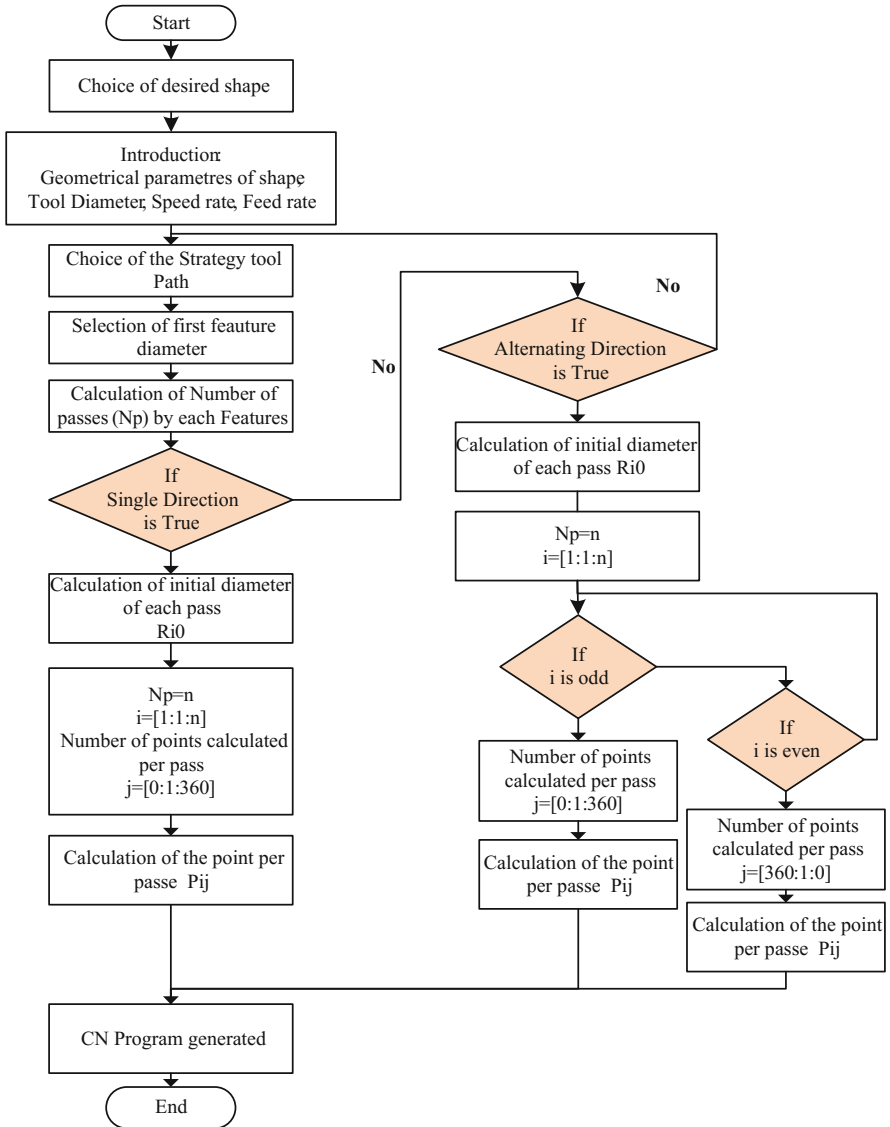 Start
Choice of desired shape
Introduction:
Geometrical parametres of shape,
Tool Diameter, Speed rate, Feed rate
Choice of the Strategy tool
Path
Selection of first feauture
diameter
Calculation of Number of
passes (Np) by each Features
If
Single Direction
is True
No
Calculation of initial diameter
of each pass
Ri0
Np=n
i=[1:1:n]
Number of points calculated
per pass
j=[0:1:360]
Calculation of the point per
passe Pij
CN Program generated
End
No
If
Alternating Direction
is True
Calculation of initial diameter
of each pass Ri0
Np=n
i=[1:1:n]
If
i is odd
Number of points
calculated per pass
j=[0:1:360]
Calculation of the point
per passe Pij
If
i is even
Number of points
calculated per pass
j=[360:1:0]
Calculation of the point
per passe Pij